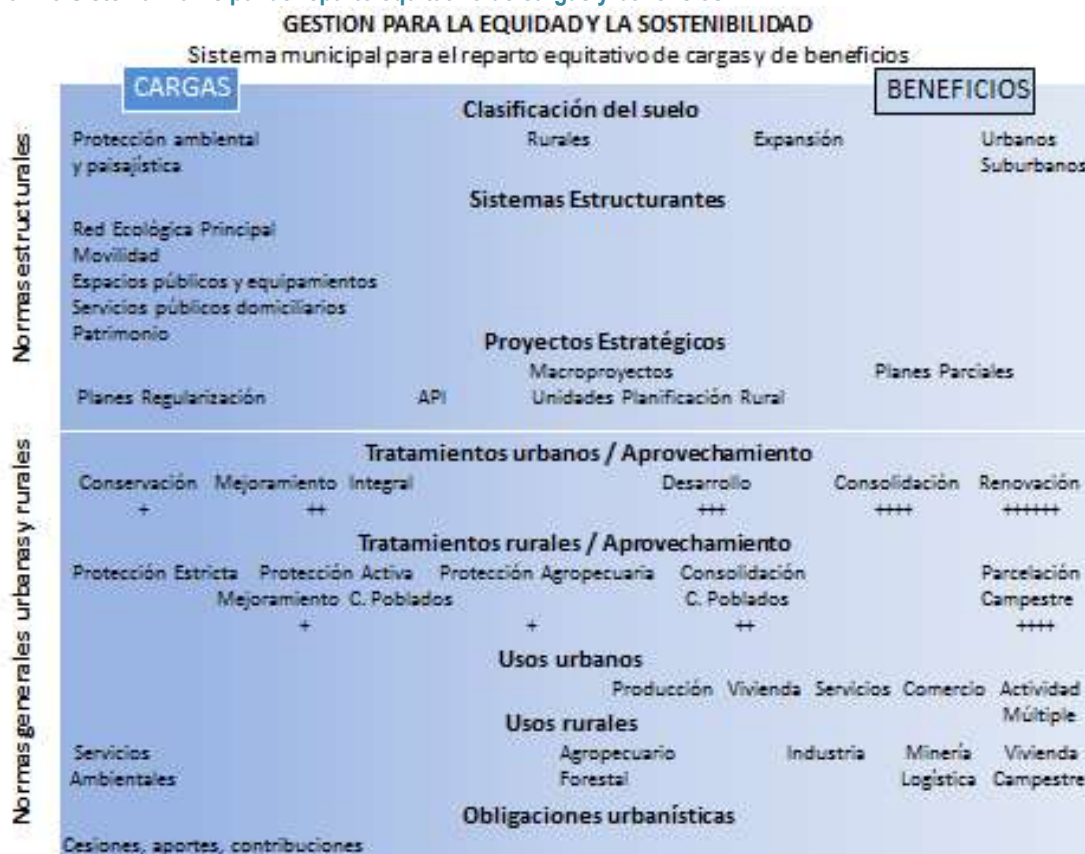 GESTION PARA LA EQUIDAD Y LA SOSTENIBILIDAD
Sistema municipal para el reparto equitativo de cargas y de beneficios
CARGAS
BENEFICIOS
Normas estructurales
Clasificación del suelo
Protección ambiental
y paisajística
Rurales
Expansión
Urbanos
Suburbanos
Sistemas Estructurantes
Red Ecológica Principal
Movilidad
Espacios públicos y equipamientos
Servicios públicos domiciliarios
Patrimonio
Proyectos Estratégicos
Macroproyectos Planes Parciales
Planes Regularización API Unidades Planificación Rural
Normas generales urbanas y rurales
Tratamientos urbanos / Aprovechamiento
Conservación Mejoramiento Integral Desarrollo Consolidación Renovación
+ ++ +++ ++++ ++++++
Tratamientos rurales / Aprovechamiento
Protección Estricta Protección Activa Protección Agropecuaria Consolidación Parcelación
Mejoramiento C. Poblados C. Poblados Campestre
+ + ++ ++++
Usos urbanos
Producción Vivienda Servicios Comercio Actividad
Múltiple
Usos rurales
Servicios Agropecuario Industria Minería Vivienda
Ambientales Forestal Logística Campestre
Obligaciones urbanísticas
Cesiones, aportes, contribuciones